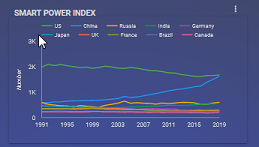 SMART POWER INDEX
US China Russia India Germany
Japan UK France Brazil Canada
3K
2K
1K
0K
Number
1991 1995 1999 2003 2007 2011 2015 2019